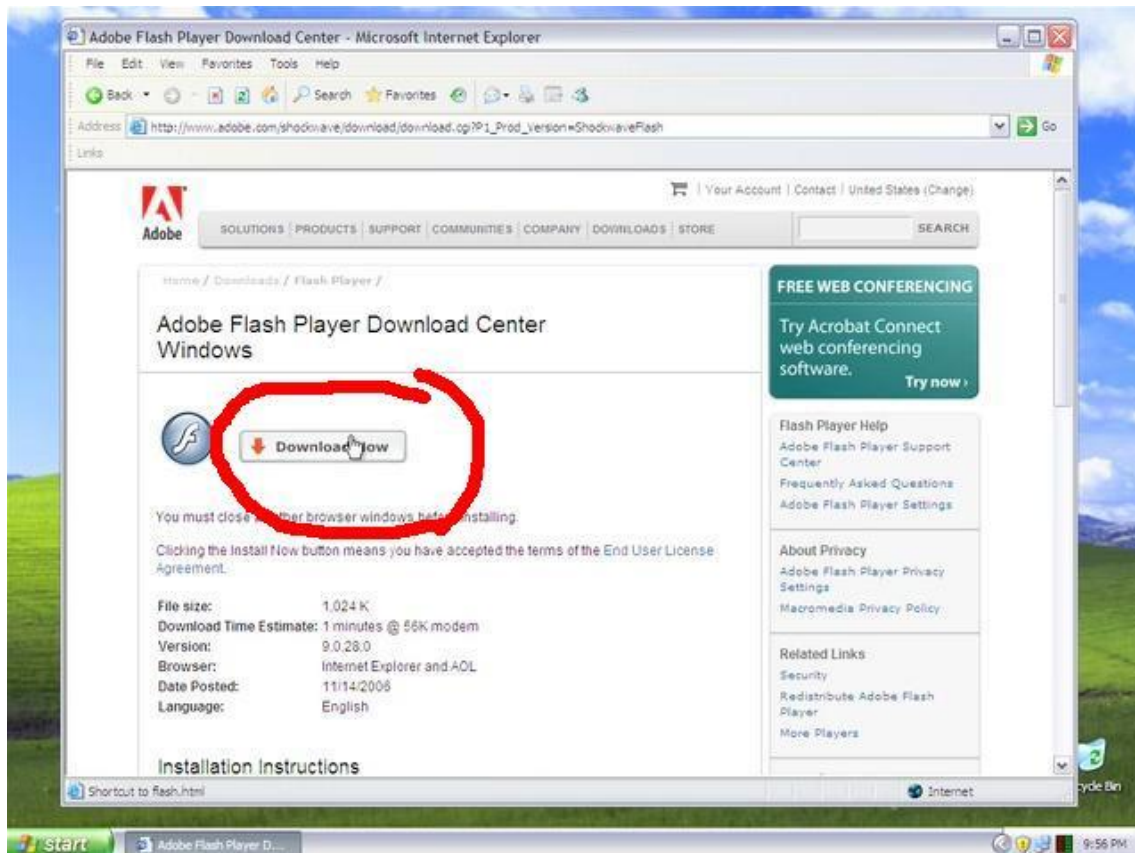 Adobe Flash Player Download Center - Microsoft Internet Explorer
File Edit View Favorites Tools Help
Back Search Favorites
Address http://www.adobe.com/shockwave/download/download.cgi?P1_Prod_Version=ShockwaveFlash Go
Links
Your Account | Contact | United States (Change)
Adobe
SOLUTIONS | PRODUCTS | SUPPORT | COMMUNITIES | COMPANY | DOWNLOADS | STORE SEARCH
Home / Downloads / Flash Player /
Adobe Flash Player Download Center
Windows
Download Now
You must close other browser windows before installing.
Clicking the Install Now button means you have accepted the terms of the End User License
Agreement.
File size: 1,024 K
Download Time Estimate: 1 minutes @ 56K modem
Version: 9.0.28.0
Browser: Internet Explorer and AOL
Date Posted: 11/14/2006
Language: English
Installation Instructions
FREE WEB CONFERENCING
Try Acrobat Connect
web conferencing
software.
Try now ›
Flash Player Help
Adobe Flash Player Support
Center
Frequently Asked Questions
Adobe Flash Player Settings
About Privacy
Adobe Flash Player Privacy
Settings
Macromedia Privacy Policy
Related Links
Security
Redistribute Adobe Flash
Player
More Players
Shortcut to flash.html Internet
cycle Bin
start Adobe Flash Player D... 9:56 PM